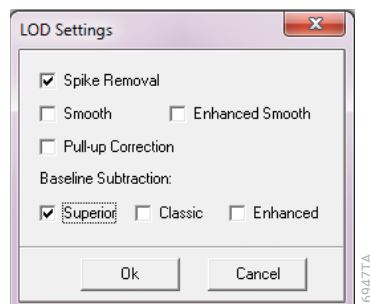 LOD Settings
Spike Removal
Smooth Enhanced Smooth
Pull-up Correction
Baseline Subtraction:
Superior Classic Enhanced
Ok Cancel
6947TA